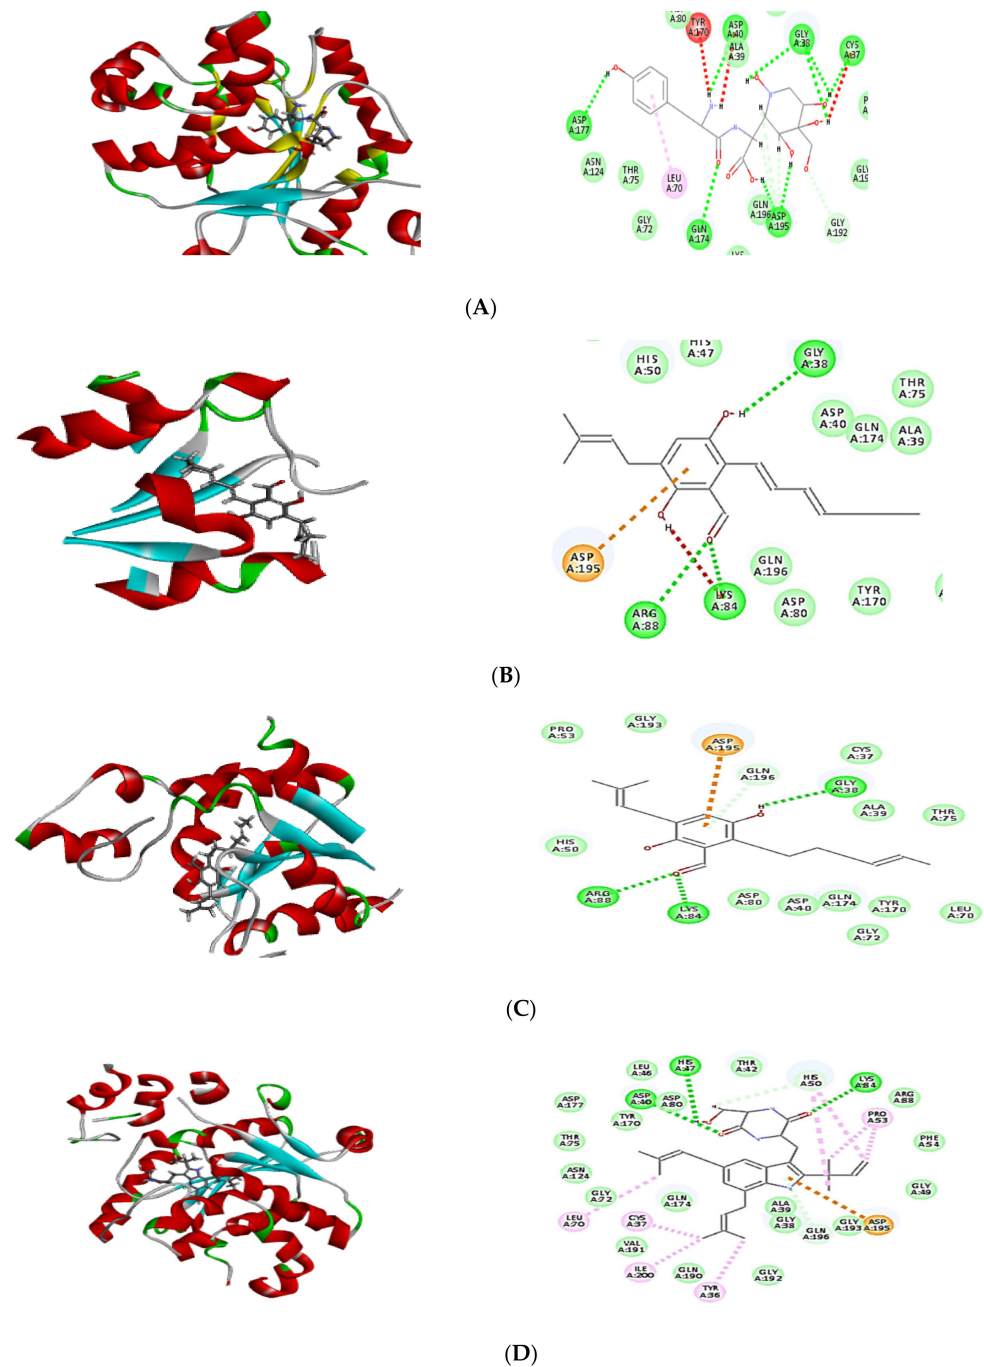 A:80
TYR
A:170
ASP
A:40
ALA
A:39
GLY
A:38
CYS
A:37
H
O
NH
H
ASP
A:177
ASN
A:124
THR
A:75
LEU
A:70
GLY
A:72
GLN
A:174
GLN
A:196
ASP
A:195
GLY
A:192
LYS
(A)
HIS
A:50
HIS
A:47
GLY
A:38
THR
A:75
ASP
A:40
GLN
A:174
ALA
A:39
O H
O
H
O
ASP
A:195
ARG
A:88
LYS
A:84
GLN
A:196
ASP
A:80
TYR
A:170
(B)
PRO
A:53
GLY
A:193
ASP
A:195
GLN
A:196
CYS
A:37
GLY
A:38
ALA
A:39
THR
A:75
HIS
A:50
H
O
O
O
ARG
A:88
LYS
A:84
ASP
A:80
ASP
A:40
GLN
A:174
TYR
A:170
GLY
A:72
LEU
A:70
(C)
LEU
A:46
HIS
A:47
THR
A:42
HIS
A:50
LYS
A:84
ARG
A:88
ASP
A:177
ASP
A:40
ASP
A:80
TYR
A:170
PRO
A:53
PHE
A:54
THR
A:75
ASN
A:124
GLY
A:72
GLN
A:174
GLY
A:49
LEU
A:70
CYS
A:37
ALA
A:39
GLY
A:38
GLN
A:196
GLY
A:193
ASP
A:195
VAL
A:191
ILE
A:200
GLN
A:190
TYR
A:36
GLY
A:192
(D)